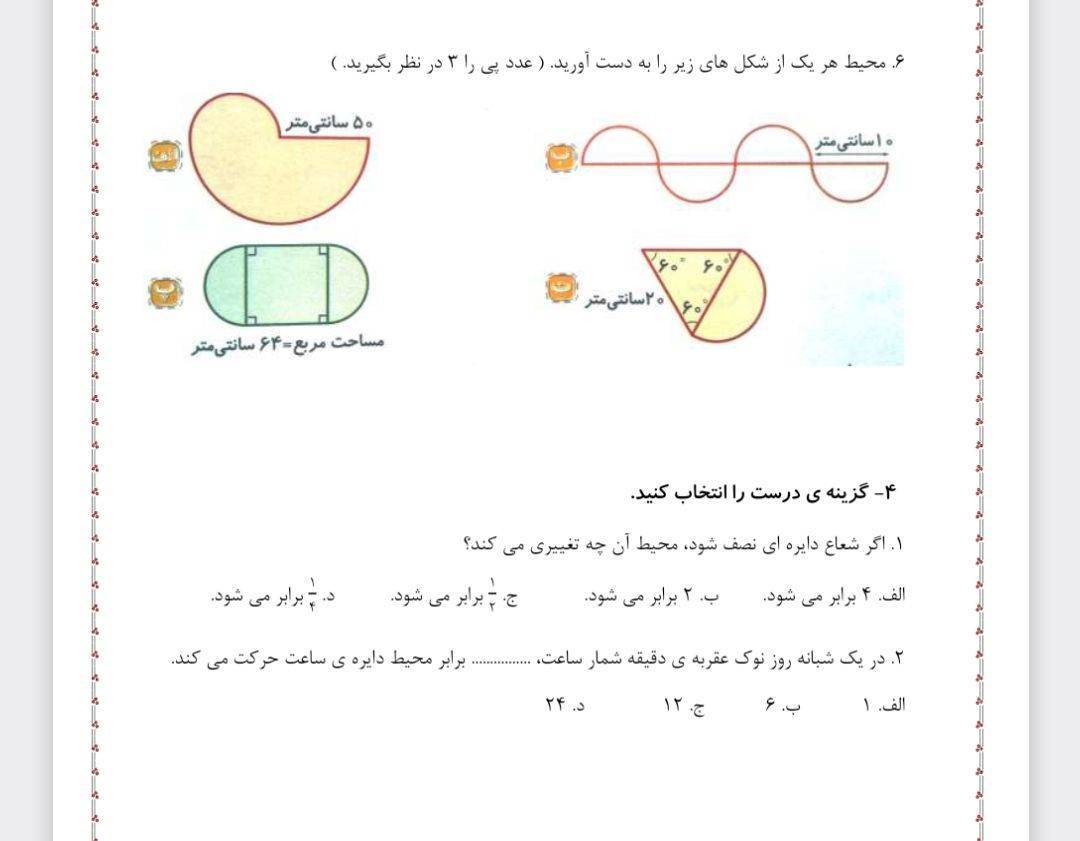 ۶. محیط هر یک از شکل های زیر را به دست آورید. ( عدد پی را ۳ در نظر بگیرید. )
۱۰ سانتی‌متر
ب
۵۰ سانتی‌متر
الف
۶۰°
۶۰°
۶۰°
۲۰ سانتی‌متر
ت
پ
مساحت مربع=۶۴ سانتی‌متر
۴- گزینه ی درست را انتخاب کنید.
۱. اگر شعاع دایره ای نصف شود، محیط آن چه تغییری می کند؟
الف. ۴ برابر می شود. ب. ۲ برابر می شود. ج. ۱/۲ برابر می شود. د. ۱/۴ برابر می شود.
۲. در یک شبانه روز نوک عقربه ی دقیقه شمار ساعت، ................ برابر محیط دایره ی ساعت حرکت می کند.
الف. ۱ ب. ۶ ج. ۱۲ د. ۲۴